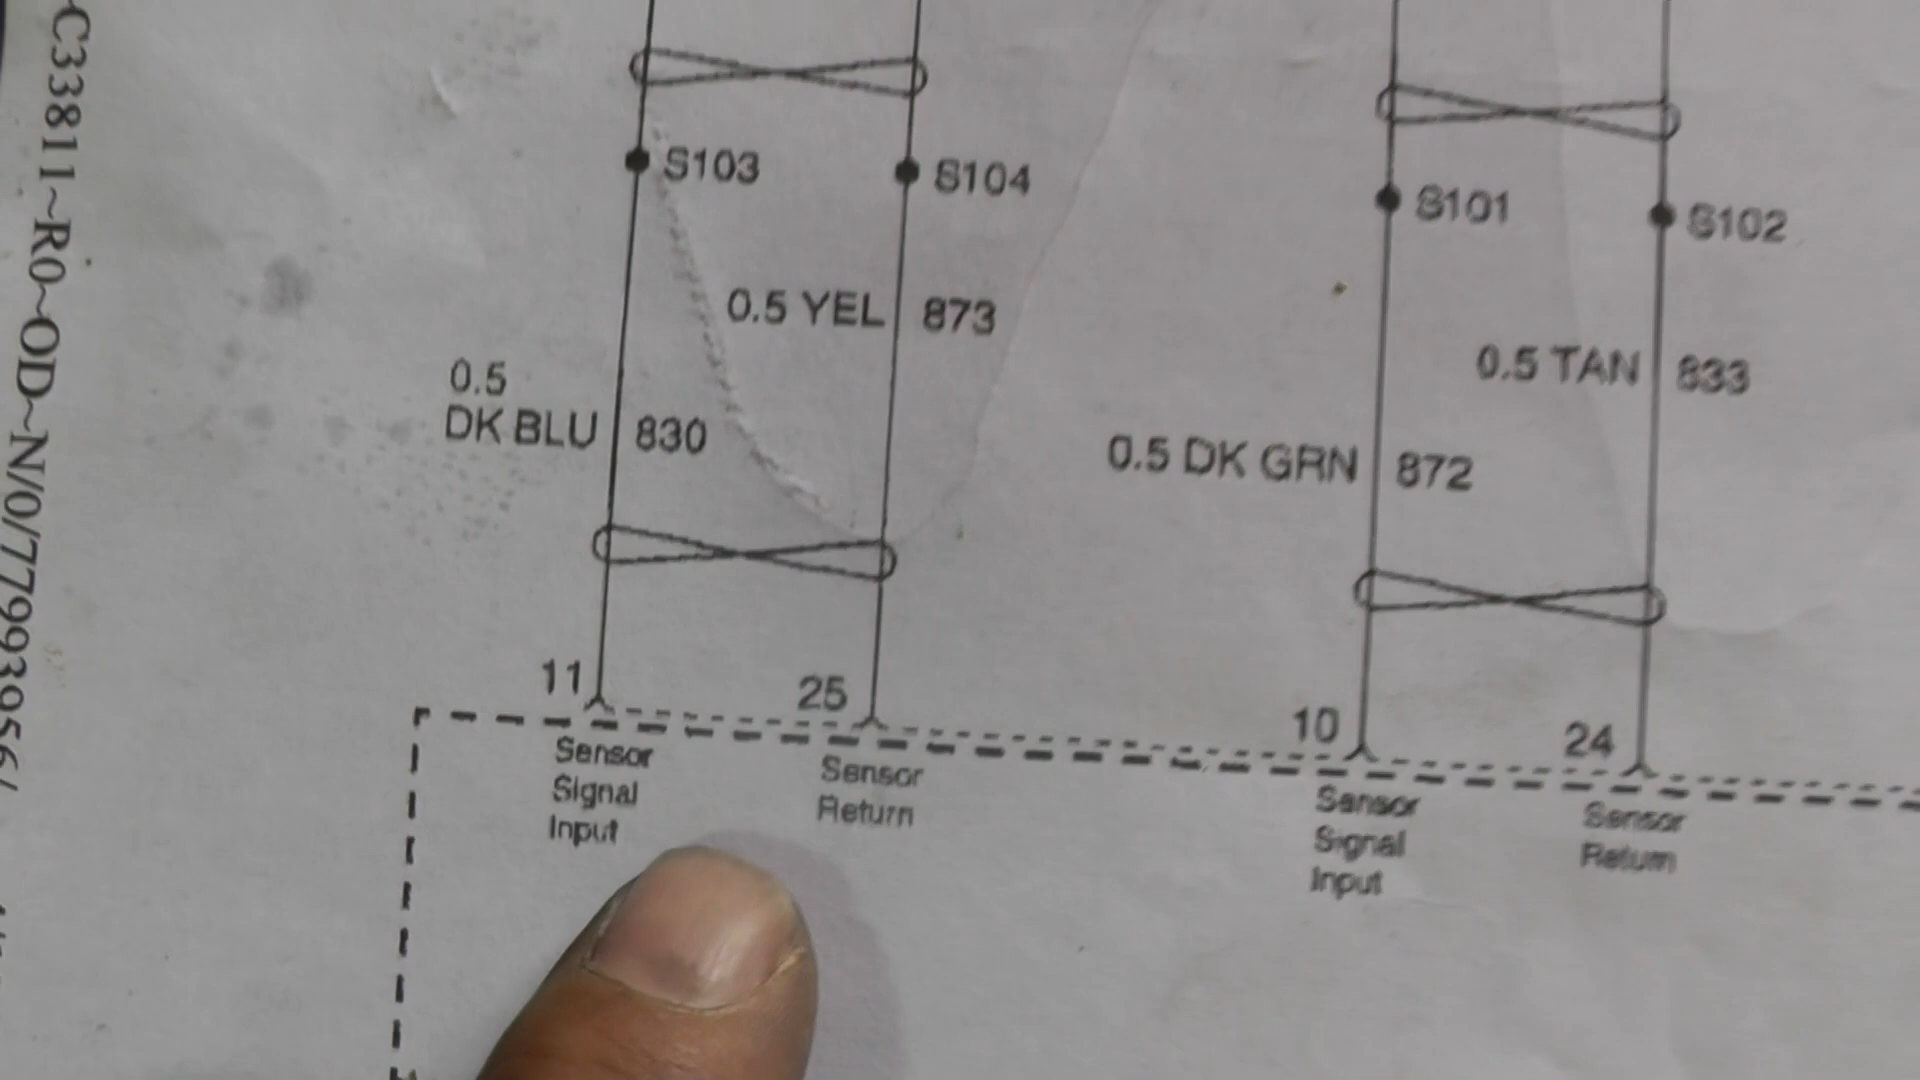 C33811~R0~OD~N/0/77993956/
S103
S104
S101
S102
0.5 YEL
873
0.5 TAN
833
0.5
DK BLU
830
0.5 DK GRN
872
11
25
10
24
Sensor
Signal
Input
Sensor
Return
Sensor
Signal
Input
Sensor
Return